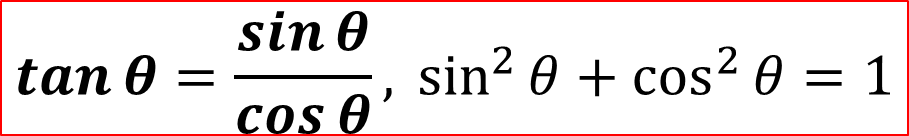 tan θ = sin θ / cos θ, sin² θ + cos² θ = 1